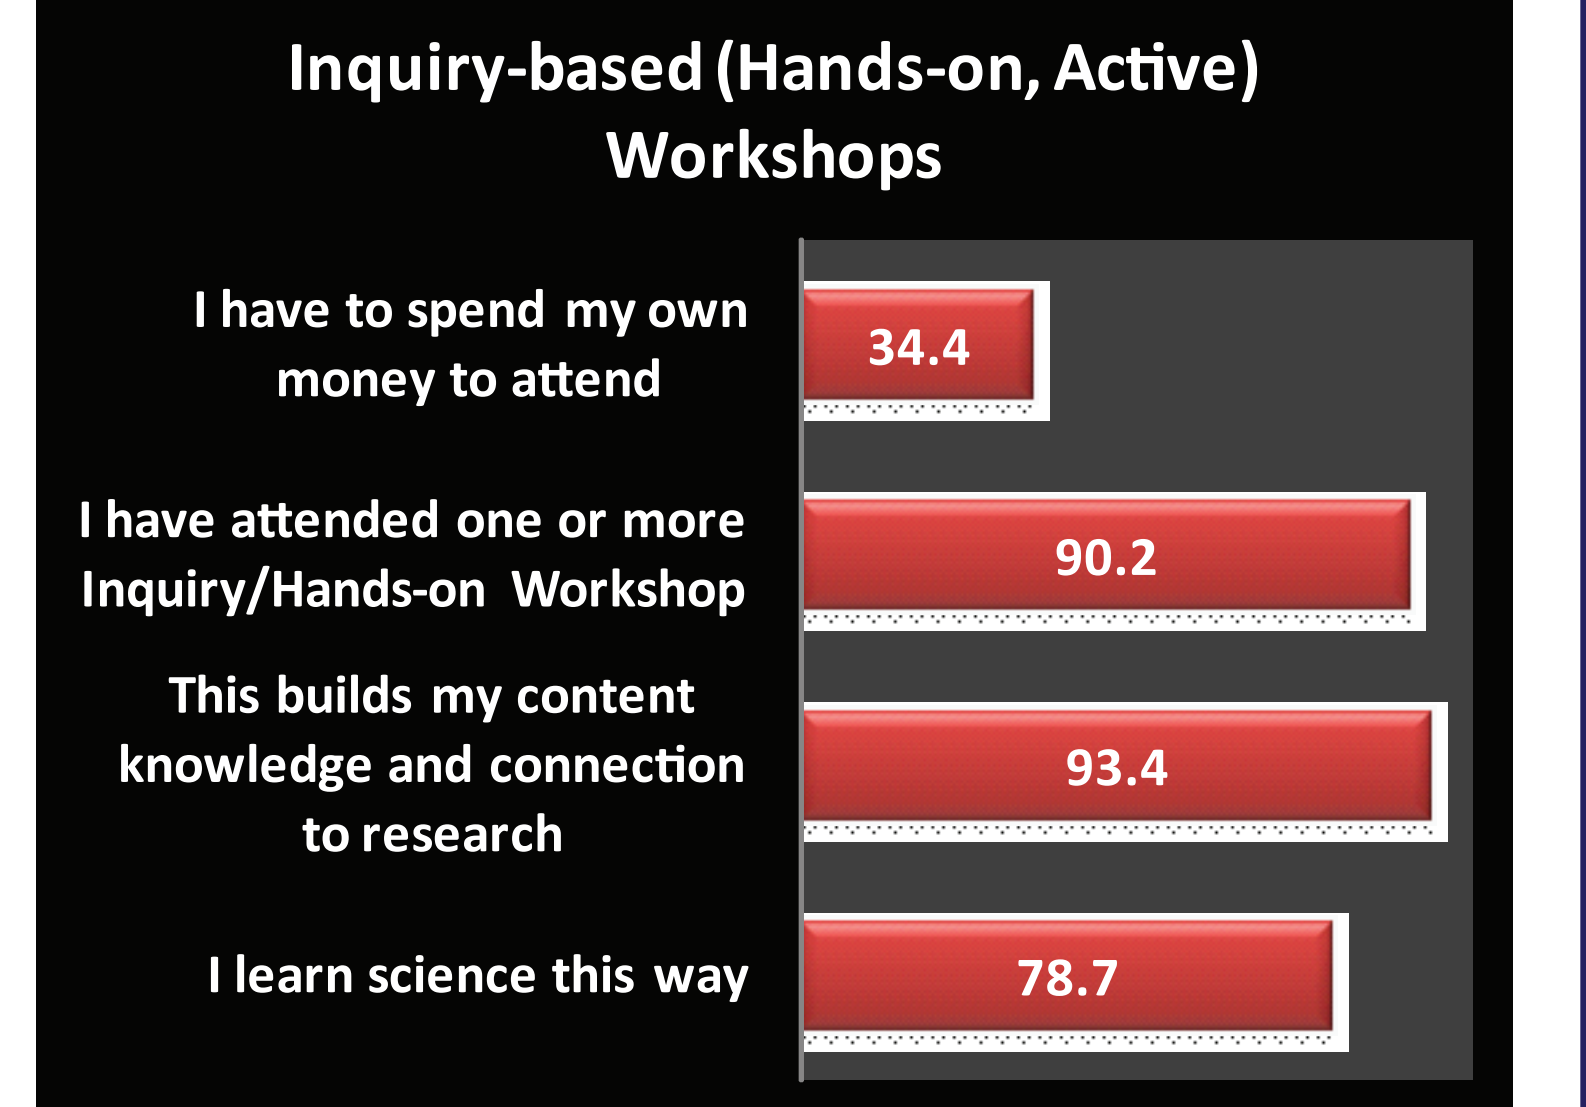 Inquiry-based (Hands-on, Active)
Workshops
I have to spend my own
money to attend
34.4
I have attended one or more
Inquiry/Hands-on Workshop
90.2
This builds my content
knowledge and connection
to research
93.4
I learn science this way
78.7